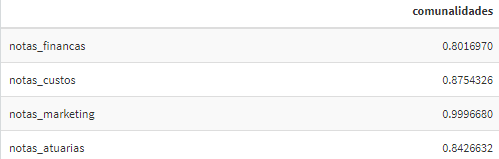 comunalidades
notas_financas 0.8016970
notas_custos 0.8754326
notas_marketing 0.9996680
notas_atuarias 0.8426632